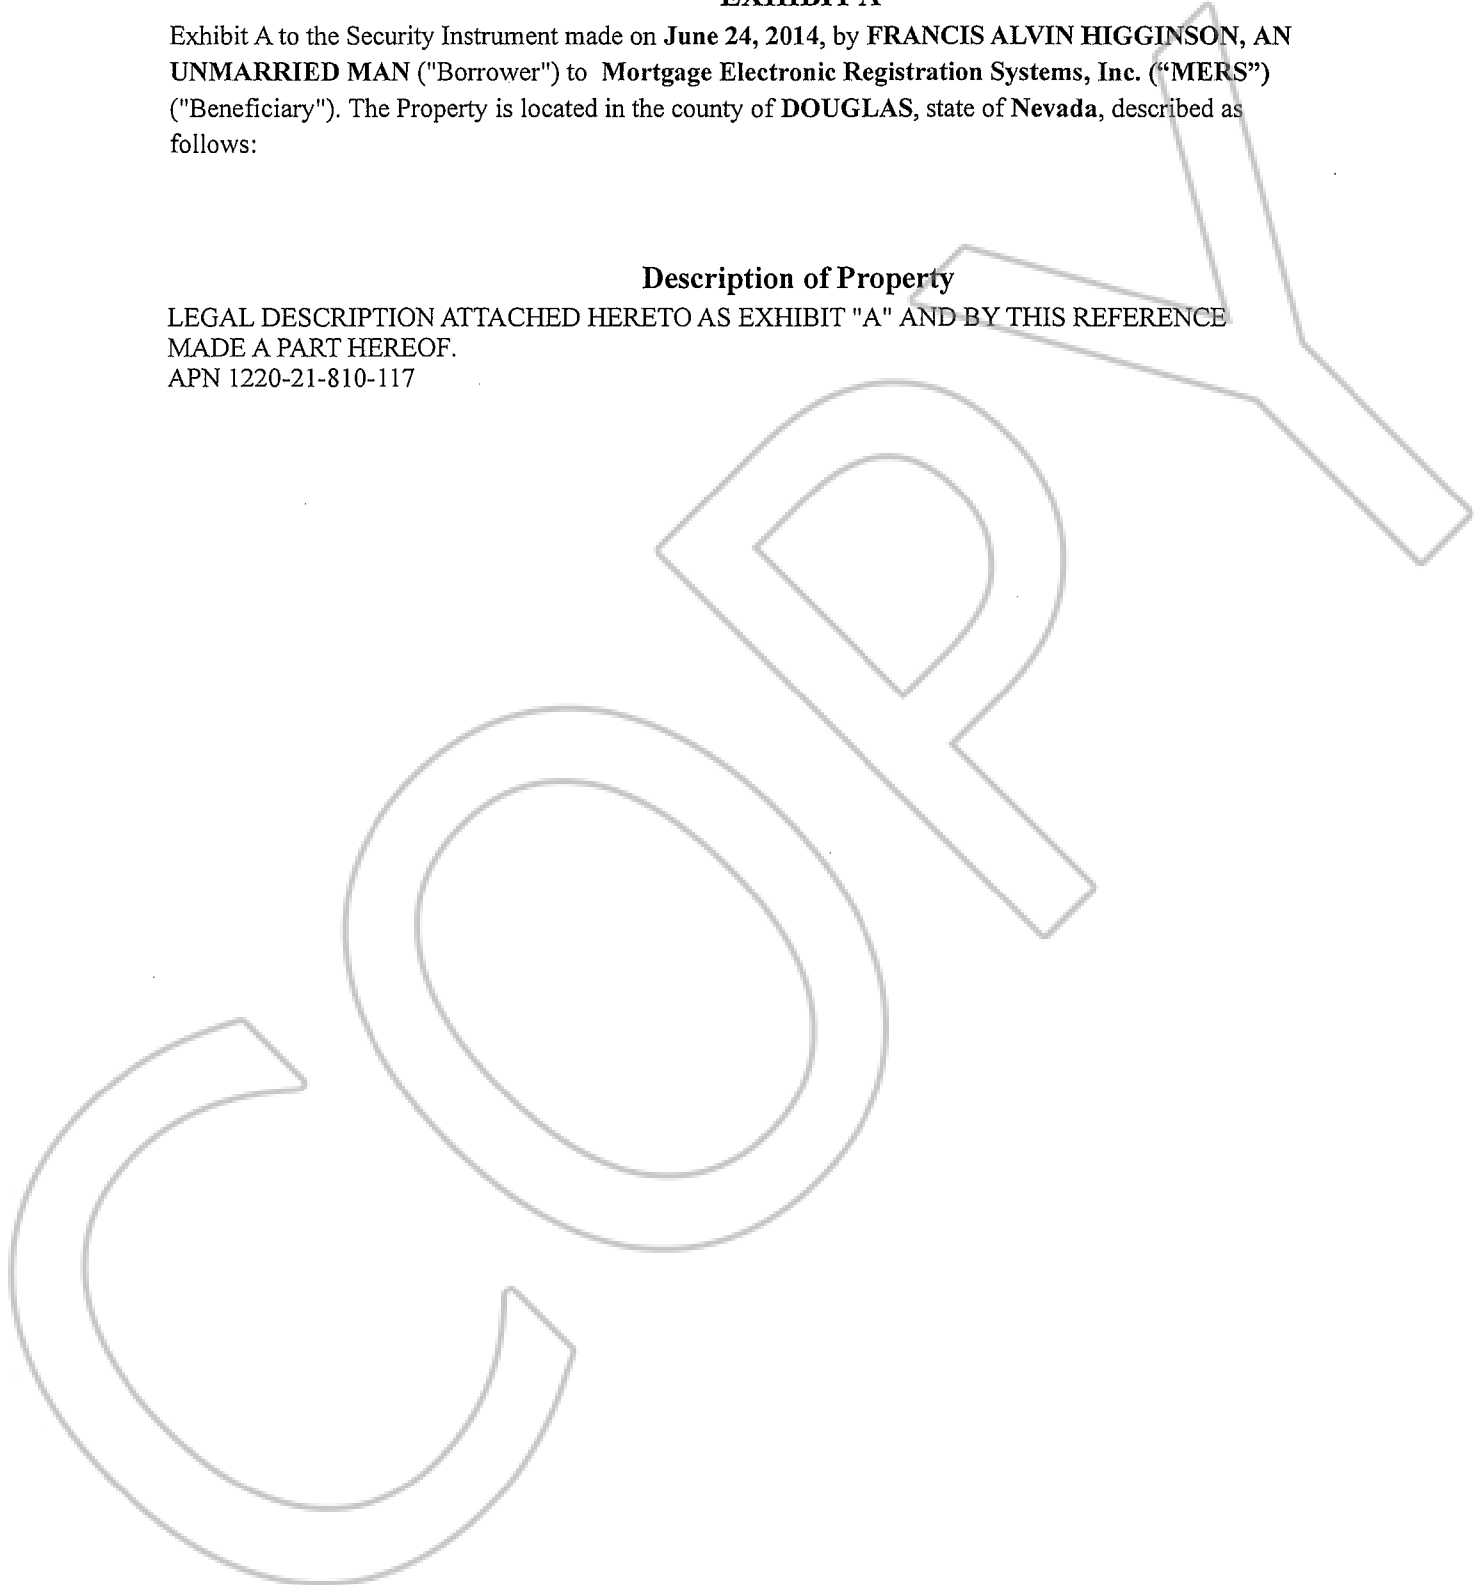 EXHIBIT A
Exhibit A to the Security Instrument made on June 24, 2014, by FRANCIS ALVIN HIGGINSON, AN
UNMARRIED MAN ("Borrower") to Mortgage Electronic Registration Systems, Inc. (“MERS”)
("Beneficiary"). The Property is located in the county of DOUGLAS, state of Nevada, described as
follows:
Description of Property
LEGAL DESCRIPTION ATTACHED HERETO AS EXHIBIT "A" AND BY THIS REFERENCE
MADE A PART HEREOF.
APN 1220-21-810-117
COPY